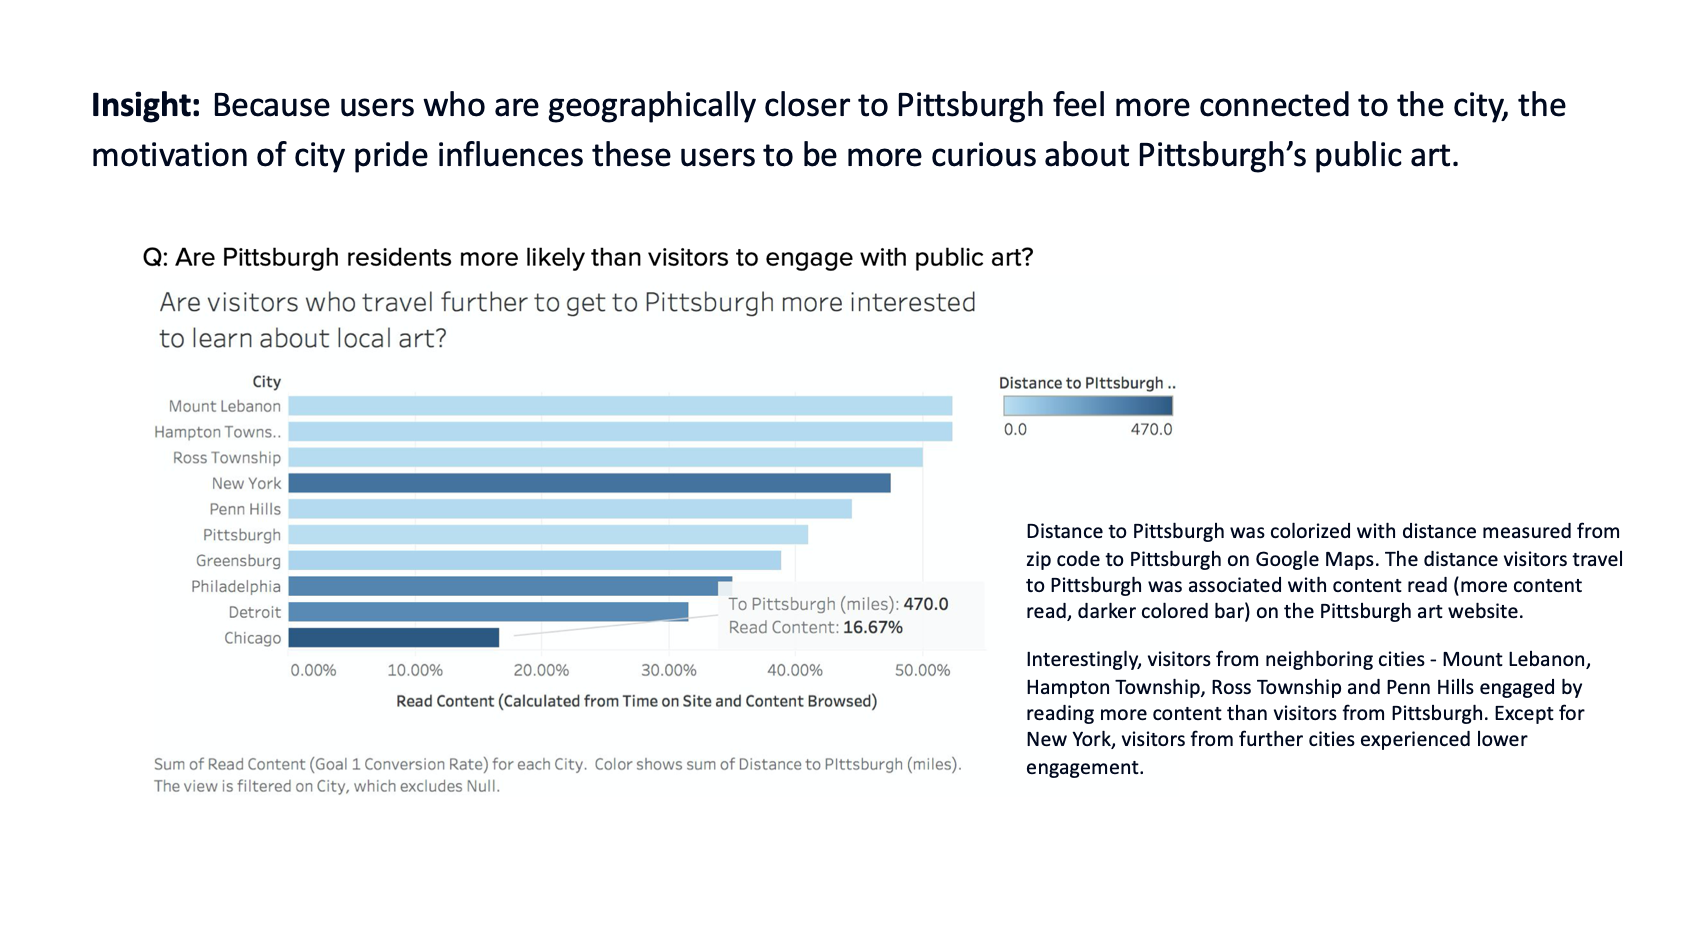 Insight: Because users who are geographically closer to Pittsburgh feel more connected to the city, the
motivation of city pride influences these users to be more curious about Pittsburgh’s public art.
Q: Are Pittsburgh residents more likely than visitors to engage with public art?
Are visitors who travel further to get to Pittsburgh more interested
to learn about local art?
City
Mount Lebanon
Hampton Towns..
Ross Township
New York
Penn Hills
Pittsburgh
Greensburg
Philadelphia
Detroit
Chicago
To Pittsburgh (miles): 470.0
Read Content: 16.67%
0.00% 10.00% 20.00% 30.00% 40.00% 50.00%
Read Content (Calculated from Time on Site and Content Browsed)
Sum of Read Content (Goal 1 Conversion Rate) for each City. Color shows sum of Distance to PIttsburgh (miles).
The view is filtered on City, which excludes Null.
Distance to PIttsburgh ..
0.0 470.0
Distance to Pittsburgh was colorized with distance measured from
zip code to Pittsburgh on Google Maps. The distance visitors travel
to Pittsburgh was associated with content read (more content
read, darker colored bar) on the Pittsburgh art website.
Interestingly, visitors from neighboring cities - Mount Lebanon,
Hampton Township, Ross Township and Penn Hills engaged by
reading more content than visitors from Pittsburgh. Except for
New York, visitors from further cities experienced lower
engagement.